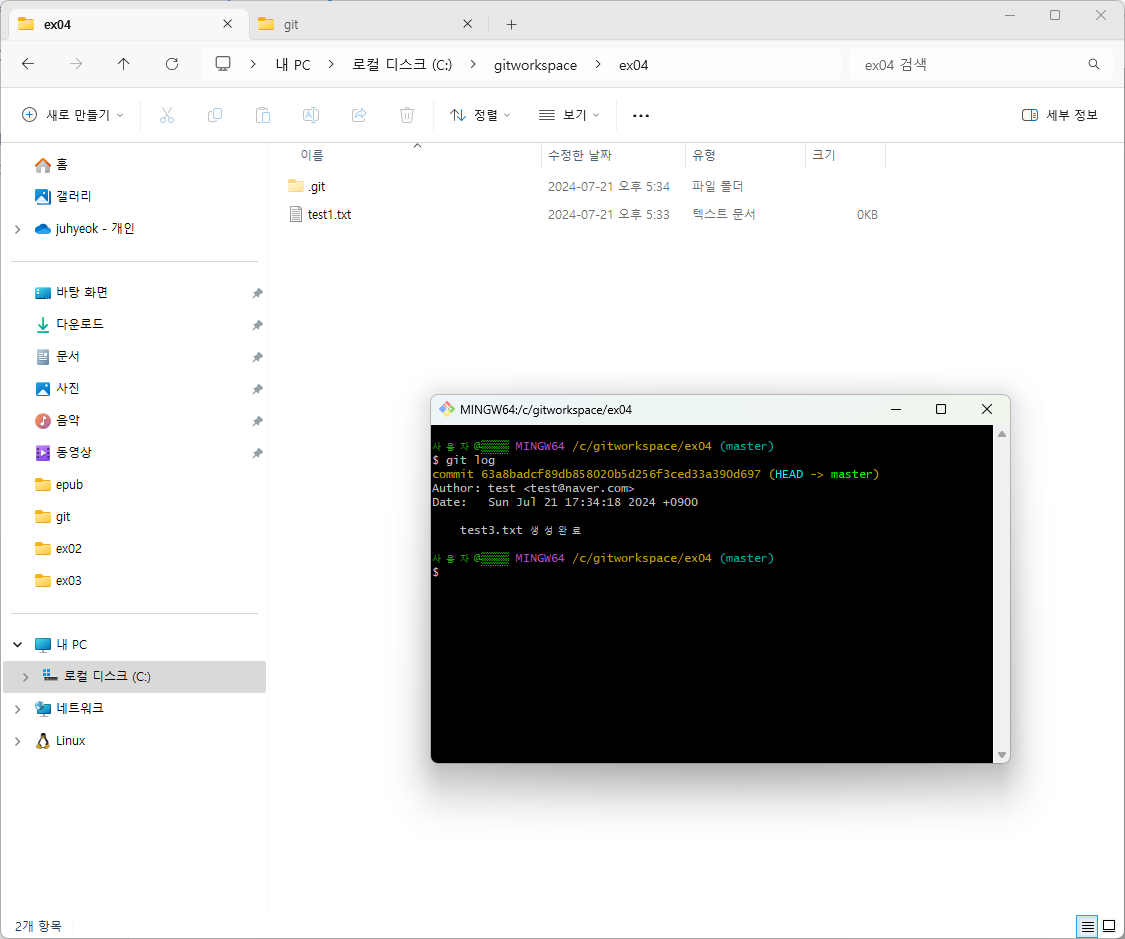 ex04
git
내 PC
로컬 디스크 (C:)
gitworkspace
ex04
ex04 검색
새로 만들기
정렬
보기
세부 정보
이름
수정한 날짜
유형
크기
.git
2024-07-21 오후 5:34
파일 폴더
test1.txt
2024-07-21 오후 5:33
텍스트 문서
0KB
홈
갤러리
juhyeok - 개인
바탕 화면
다운로드
문서
사진
음악
동영상
epub
git
ex02
ex03
내 PC
로컬 디스크 (C:)
네트워크
Linux
MINGW64:/c/gitworkspace/ex04
사용자@▒▒▒▒ MINGW64 /c/gitworkspace/ex04 (master)
$ git log
commit 63a8badcf89db858020b5d256f3ced33a390d697 (HEAD -> master)
Author: test <test@naver.com>
Date:   Sun Jul 21 17:34:18 2024 +0900
test3.txt 생성완료
사용자@▒▒▒▒ MINGW64 /c/gitworkspace/ex04 (master)
$
2개 항목